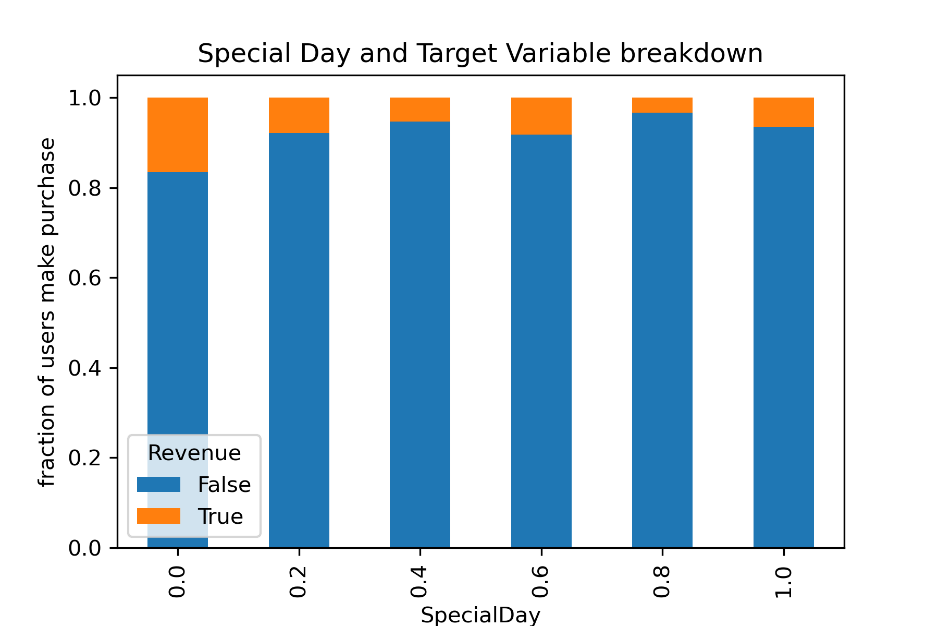 Special Day and Target Variable breakdown
fraction of users make purchase
1.0
0.8
0.6
0.4
0.2
0.0
Revenue
False
True
0.0 0.2 0.4 0.6 0.8 1.0
SpecialDay